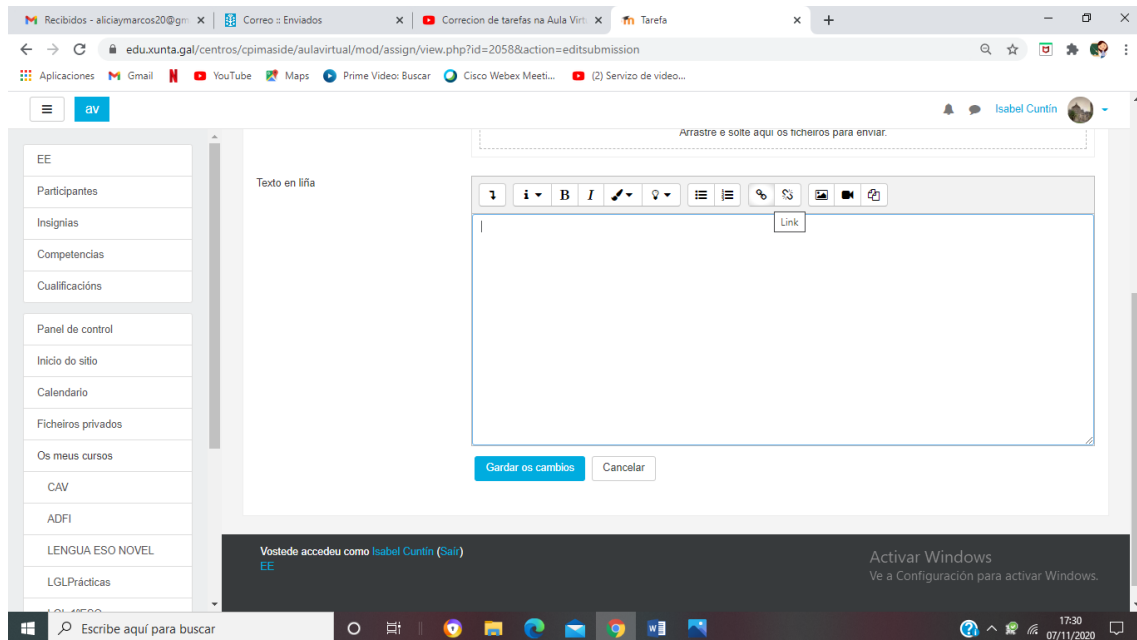 Recibidos - aliciaymarcos20@gm
Correo :: Enviados
Correcion de tarefas na Aula Virt
Tarefa
edu.xunta.gal/centros/cpimaside/aulavirtual/mod/assign/view.php?id=2058&action=editsubmission
Aplicaciones Gmail YouTube Maps Prime Video: Buscar Cisco Webex Meeti... (2) Servizo de video...
av
Isabel Cuntín
Arrastre e solte aquí os ficheiros para enviar.
EE
Participantes
Insignias
Competencias
Cualificacións
Panel de control
Inicio do sitio
Calendario
Ficheiros privados
Os meus cursos
CAV
ADFI
LENGUA ESO NOVEL
LGLPrácticas
Texto en liña
i B I
Link
Gardar os cambios
Cancelar
Vostede accedeu como Isabel Cuntín (Sair)
EE
Activar Windows
Ve a Configuración para activar Windows.
Escribe aquí para buscar
17:30
07/11/2020